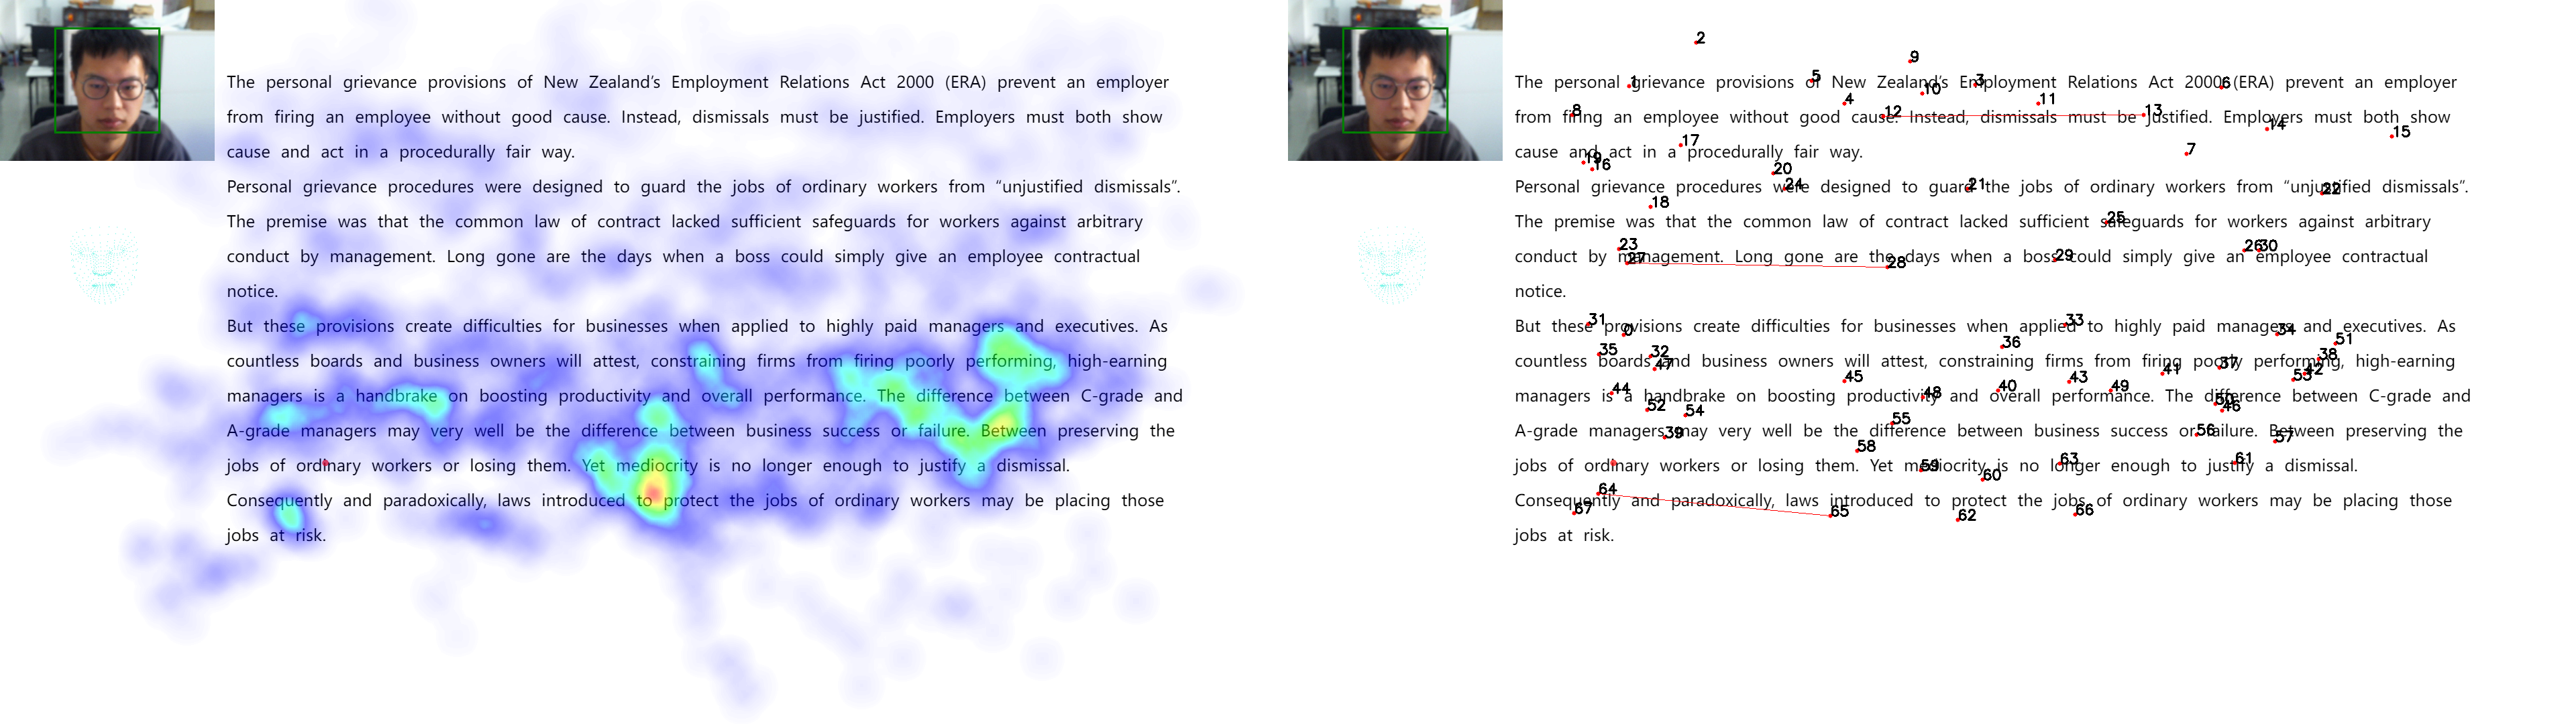 The personal grievance provisions of New Zealand's Employment Relations Act 2000 (ERA) prevent an employer
from firing an employee without good cause. Instead, dismissals must be justified. Employers must both show
cause and act in a procedurally fair way.
Personal grievance procedures were designed to guard the jobs of ordinary workers from “unjustified dismissals”.
The premise was that the common law of contract lacked sufficient safeguards for workers against arbitrary
conduct by management. Long gone are the days when a boss could simply give an employee contractual
notice.
But these provisions create difficulties for businesses when applied to highly paid managers and executives. As
countless boards and business owners will attest, constraining firms from firing poorly performing, high-earning
managers is a handbrake on boosting productivity and overall performance. The difference between C-grade and
A-grade managers may very well be the difference between business success or failure. Between preserving the
jobs of ordinary workers or losing them. Yet mediocrity is no longer enough to justify a dismissal.
Consequently and paradoxically, laws introduced to protect the jobs of ordinary workers may be placing those
jobs at risk.
The personal grievance provisions of New Zealand's Employment Relations Act 2000 (ERA) prevent an employer
from firing an employee without good cause. Instead, dismissals must be justified. Employers must both show
cause and act in a procedurally fair way.
Personal grievance procedures were designed to guard the jobs of ordinary workers from “unjustified dismissals”.
The premise was that the common law of contract lacked sufficient safeguards for workers against arbitrary
conduct by management. Long gone are the days when a boss could simply give an employee contractual
notice.
But these provisions create difficulties for businesses when applied to highly paid managers and executives. As
countless boards and business owners will attest, constraining firms from firing poorly performing, high-earning
managers is a handbrake on boosting productivity and overall performance. The difference between C-grade and
A-grade managers may very well be the difference between business success or failure. Between preserving the
jobs of ordinary workers or losing them. Yet mediocrity is no longer enough to justify a dismissal.
Consequently and paradoxically, laws introduced to protect the jobs of ordinary workers may be placing those
jobs at risk.
2
9
1
5
3
6
10
4
11
8
12
13
14
15
17
7
19
16
20
24
21
22
18
25
23
26
30
27
28
29
31
0
33
34
36
51
35
32
47
38
37
41
42
53
45
43
44
48
40
49
50
46
52
54
55
39
56
57
58
59
63
61
60
64
67
65
62
66